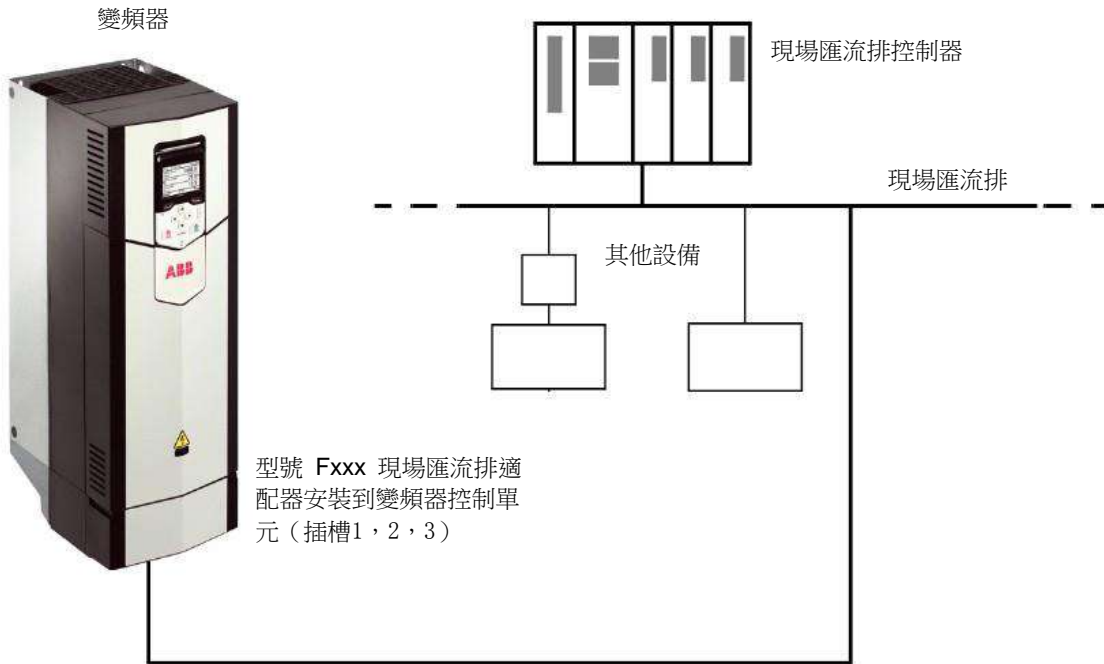 變頻器
現場匯流排控制器
現場匯流排
其他設備
ABB
型號 Fxxx 現場匯流排適
配器安裝到變頻器控制單
元（插槽1，2，3）